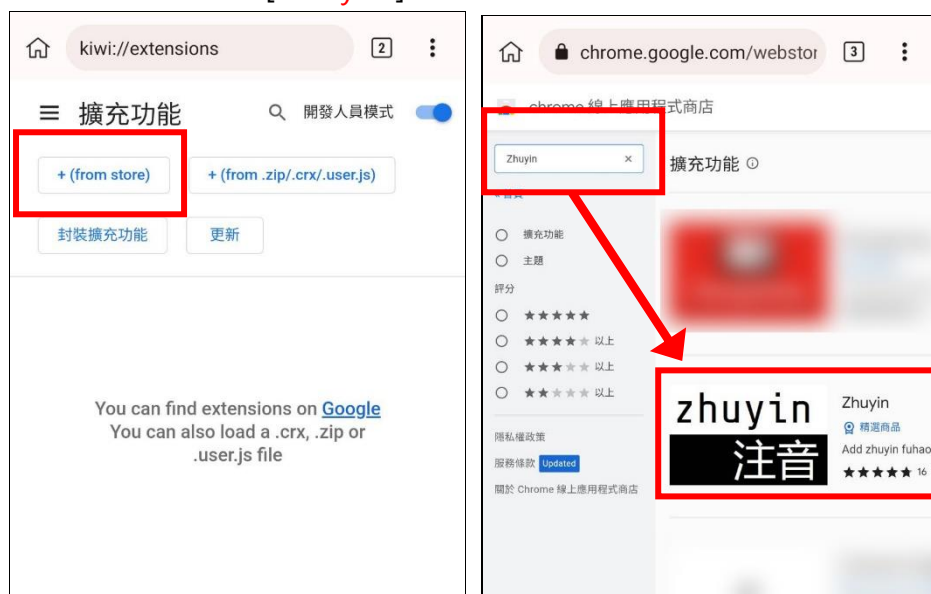 kiwi://extensions
2
擴充功能
開發人員模式
+ (from store)
+ (from .zip/.crx/.user.js)
封裝擴充功能
更新
You can find extensions on Google
You can also load a .crx, .zip or
.user.js file
chrome.google.com/webstor
3
chrome 線上應用程式商店
Zhuyin
×
擴充功能
首頁
擴充功能
主題
評分
★★★★★
★★★★★ 以上
★★★★★ 以上
★★★★★ 以上
隱私權政策
服務條款 Updated
關於 Chrome 線上應用程式商店
zhuyin
注音
Zhuyin
精選商品
Add zhuyin fuhao
★★★★★ 16